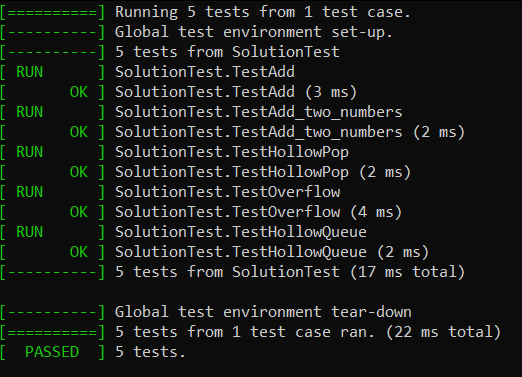 [==========] Running 5 tests from 1 test case.
[----------] Global test environment set-up.
[----------] 5 tests from SolutionTest
[ RUN      ] SolutionTest.TestAdd
[       OK ] SolutionTest.TestAdd (3 ms)
[ RUN      ] SolutionTest.TestAdd_two_numbers
[       OK ] SolutionTest.TestAdd_two_numbers (2 ms)
[ RUN      ] SolutionTest.TestHollowPop
[       OK ] SolutionTest.TestHollowPop (2 ms)
[ RUN      ] SolutionTest.TestOverflow
[       OK ] SolutionTest.TestOverflow (4 ms)
[ RUN      ] SolutionTest.TestHollowQueue
[       OK ] SolutionTest.TestHollowQueue (2 ms)
[----------] 5 tests from SolutionTest (17 ms total)

[----------] Global test environment tear-down
[==========] 5 tests from 1 test case ran. (22 ms total)
[  PASSED  ] 5 tests.